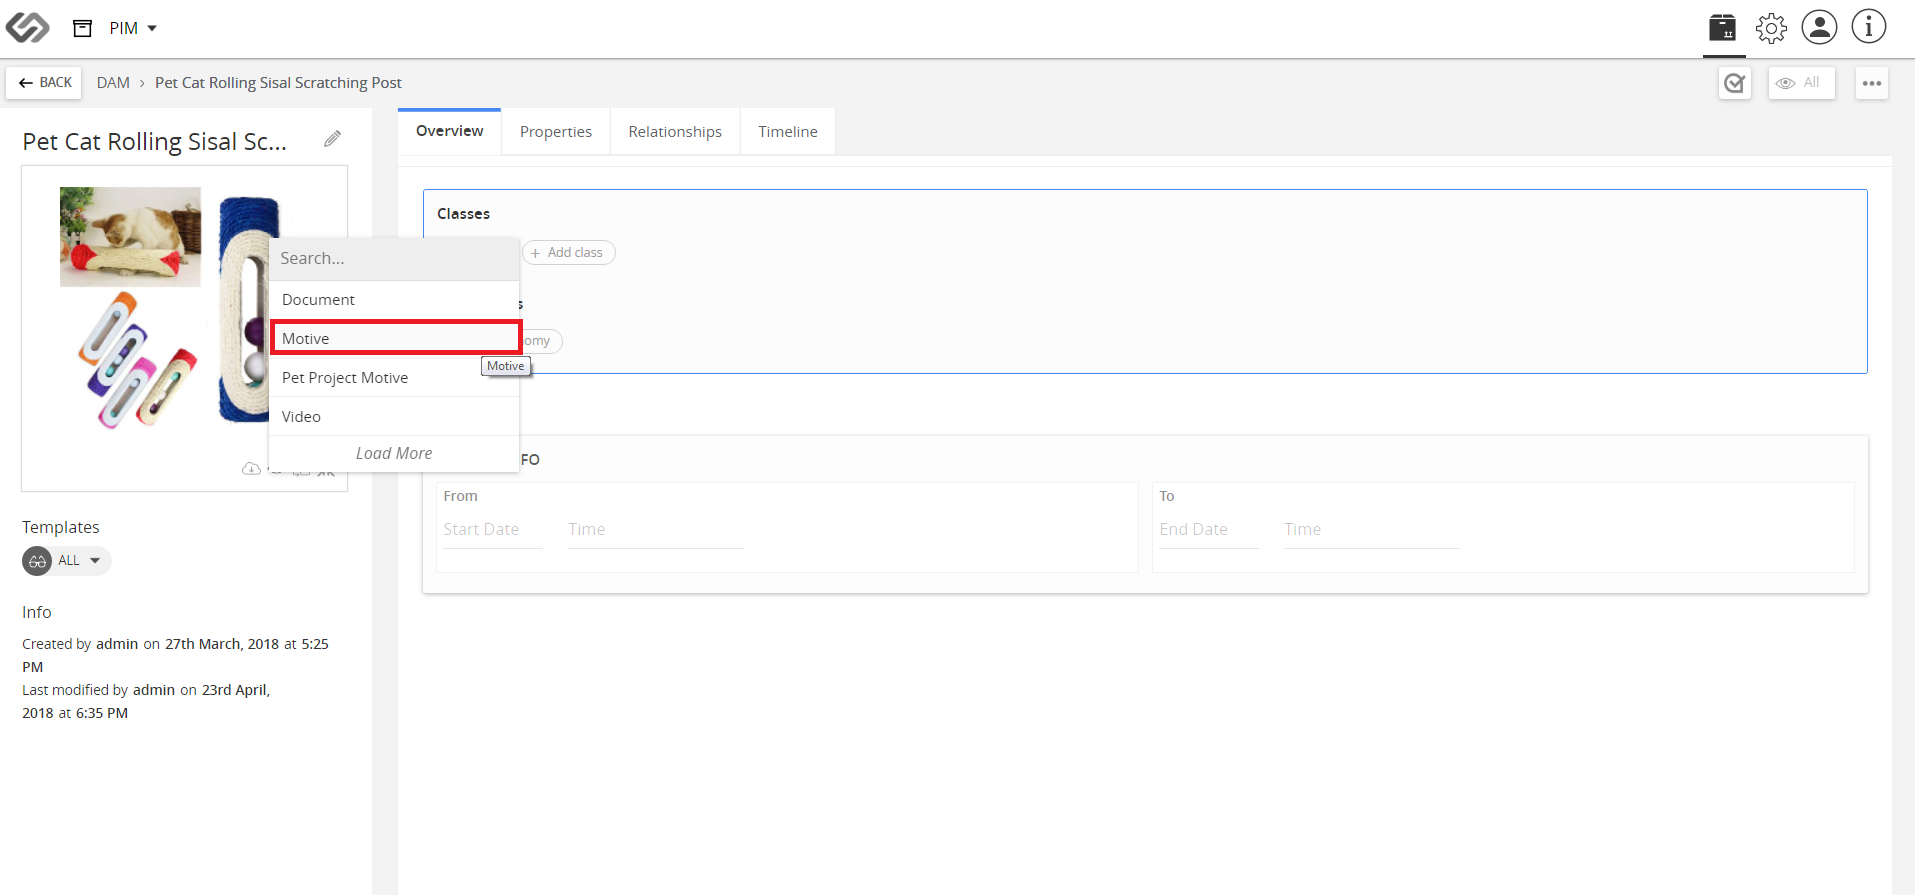 PIM
BACK
DAM › Pet Cat Rolling Sisal Scratching Post
All
Pet Cat Rolling Sisal Sc...
Overview
Properties
Relationships
Timeline
Classes
+ Add class
Search...
Document
Motive
Pet Project Motive
Video
Load More
Motive
s
omy
FO
From
Start Date
Time
To
End Date
Time
Templates
ALL
Info
Created by admin on 27th March, 2018 at 5:25
PM
Last modified by admin on 23rd April,
2018 at 6:35 PM